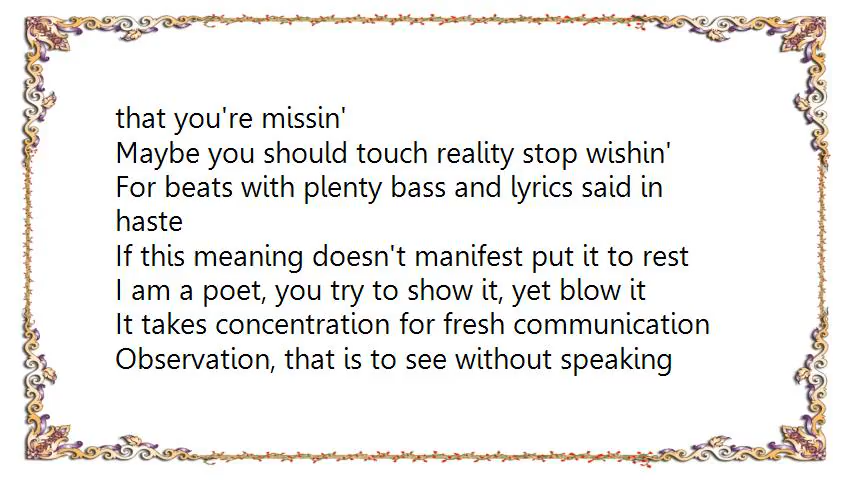 that you're missin'
Maybe you should touch reality stop wishin'
For beats with plenty bass and lyrics said in
haste
If this meaning doesn't manifest put it to rest
I am a poet, you try to show it, yet blow it
It takes concentration for fresh communication
Observation, that is to see without speaking